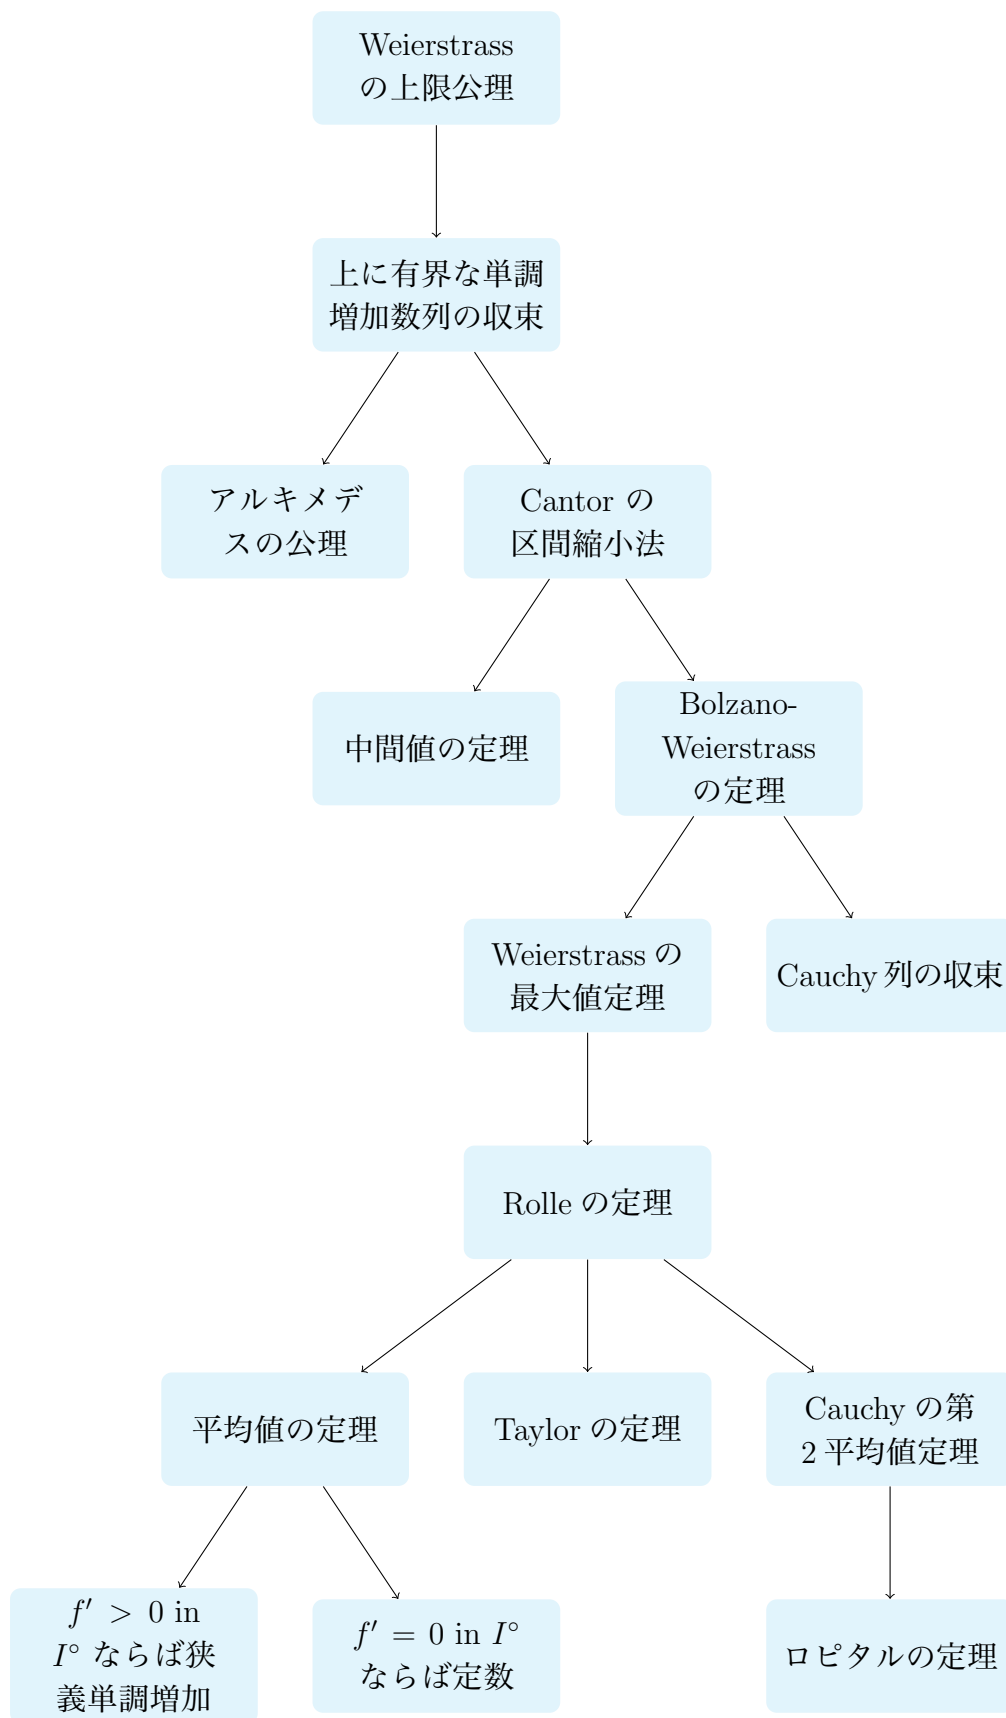 Weierstrass
の上限公理
上に有界な単調
増加数列の収束
アルキメデ
スの公理
Cantor の
区間縮小法
中間値の定理
Bolzano-
Weierstrass
の定理
Weierstrass の
最大値定理
Cauchy 列の収束
Rolle の定理
平均値の定理
Taylor の定理
Cauchy の第
2 平均値定理
f′ > 0 in
I° ならば狭
義単調増加
f′ = 0 in I°
ならば定数
ロピタルの定理